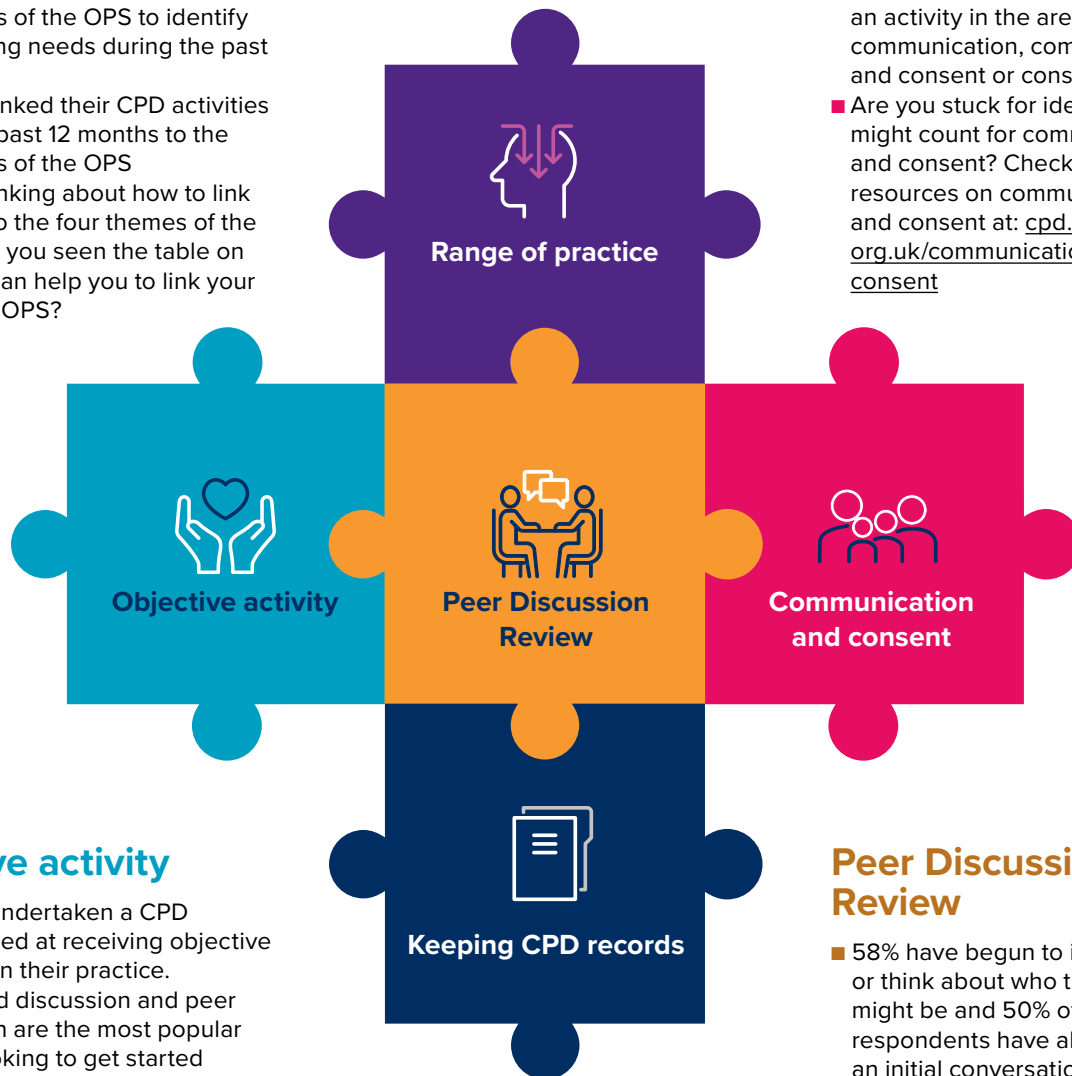 s of the OPS to identify
ng needs during the past
nked their CPD activities
past 12 months to the
s of the OPS
nking about how to link
o the four themes of the
you seen the table on
an help you to link your
OPS?
an activity in the are
communication, com
and consent or cons
Are you stuck for ide
might count for comm
and consent? Check
resources on commu
and consent at: cpd.
org.uk/communicatio
consent
Range of practice
Objective activity
Peer Discussion
Review
Communication
and consent
Keeping CPD records
ve activity
ndertaken a CPD
ed at receiving objective
n their practice.
d discussion and peer
n are the most popular
oking to get started
Peer Discussi
Review
58% have begun to i
or think about who t
might be and 50% o
respondents have al
an initial conversatio